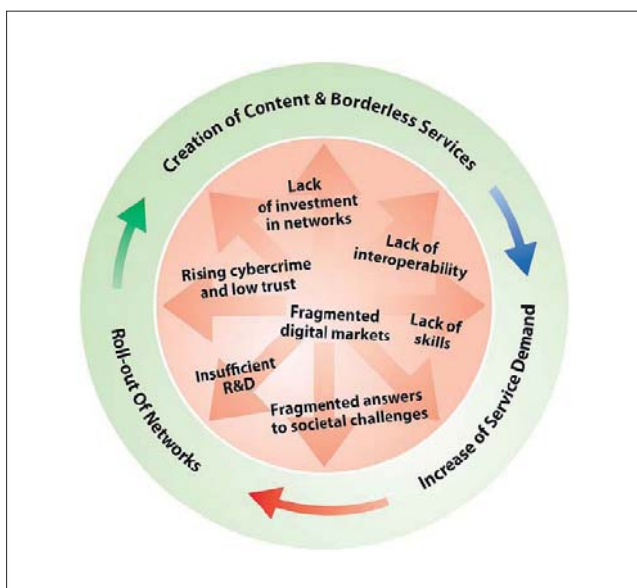 Creation of Content & Borderless Services
Lack
of investment
in networks
Lack of
interoperability
Rising cybercrime
and low trust
Fragmented
digital markets
Lack of
skills
Insufficient
R&D
Fragmented answers
to societal challenges
Increase of Service Demand
Roll-out Of Networks